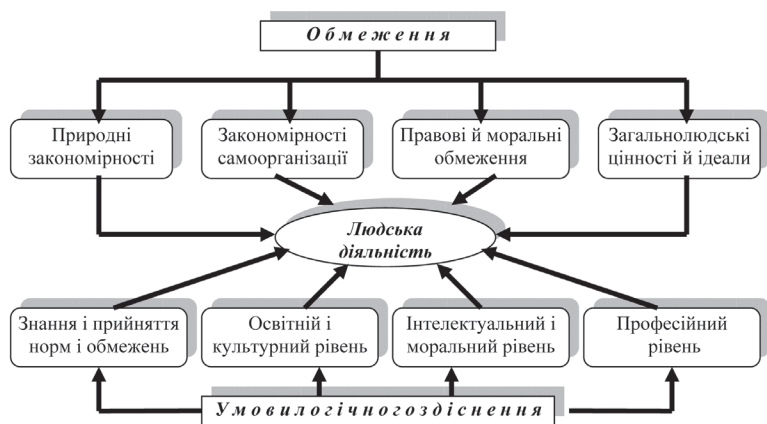 Обмеження
Природні
закономірності
Закономірності
самоорганізації
Правові й моральні
обмеження
Загальнолюдські
цінності й ідеали
Людська
діяльність
Знання і прийняття
норм і обмежень
Освітній і
культурний рівень
Інтелектуальний і
моральний рівень
Професійний
рівень
Умовилогічногоздіснення